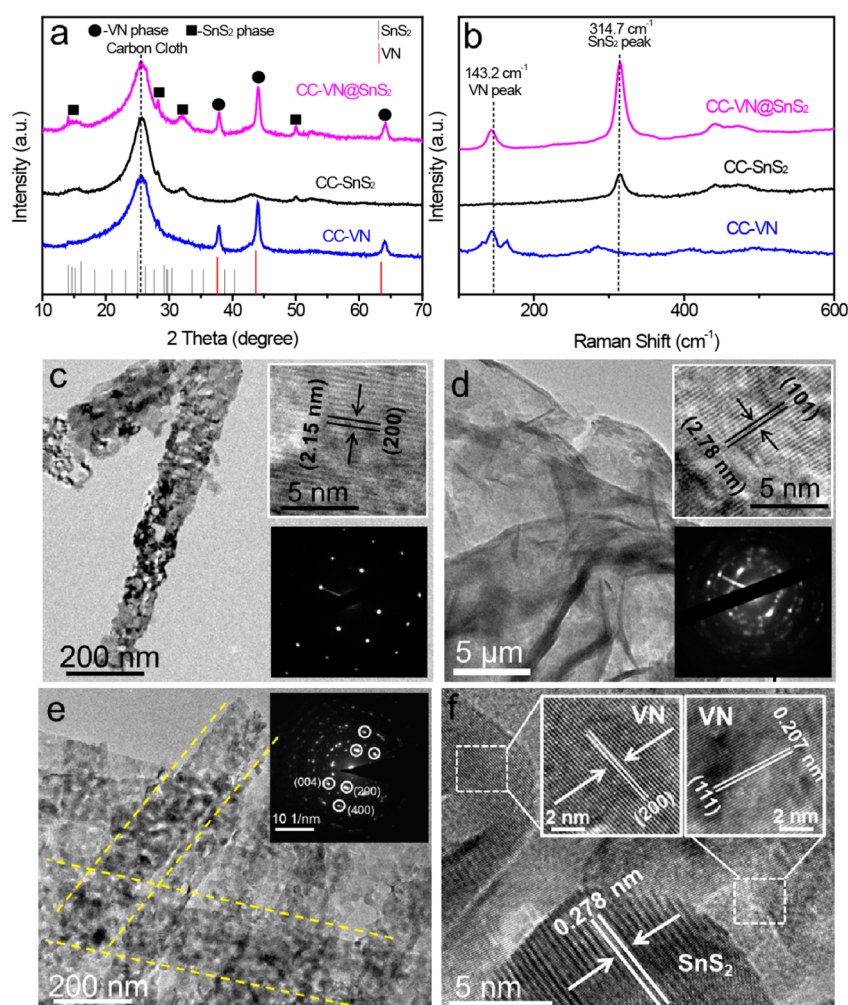 a
●-VN phase ■-SnS₂ phase
Carbon Cloth
SnS₂
VN
CC-VN@SnS₂
CC-SnS₂
CC-VN
Intensity (a.u.)
10 20 30 40 50 60 70
2 Theta (degree)
b
314.7 cm⁻¹
SnS₂ peak
143.2 cm⁻¹
VN peak
CC-VN@SnS₂
CC-SnS₂
CC-VN
Intensity (a.u.)
200 400 600
Raman Shift (cm⁻¹)
c
200 nm
(2.15 nm)
(200)
5 nm
d
5 µm
(101)
(2.78 nm)
5 nm
e
200 nm
(004)
(200)
(400)
10 1/nm
f
VN
(200)
2 nm
VN
0.207 nm
(111)
2 nm
0.278 nm
SnS₂
5 nm